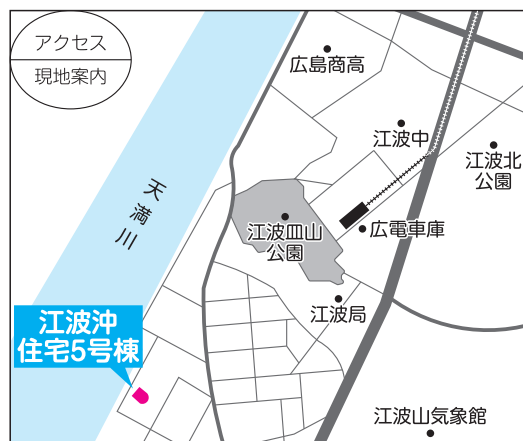 アクセス
現地案内
広島商高
江波中
江波北
公園
天満川
江波皿山
公園
広電車庫
江波局
江波沖
住宅5号棟
江波山気象館